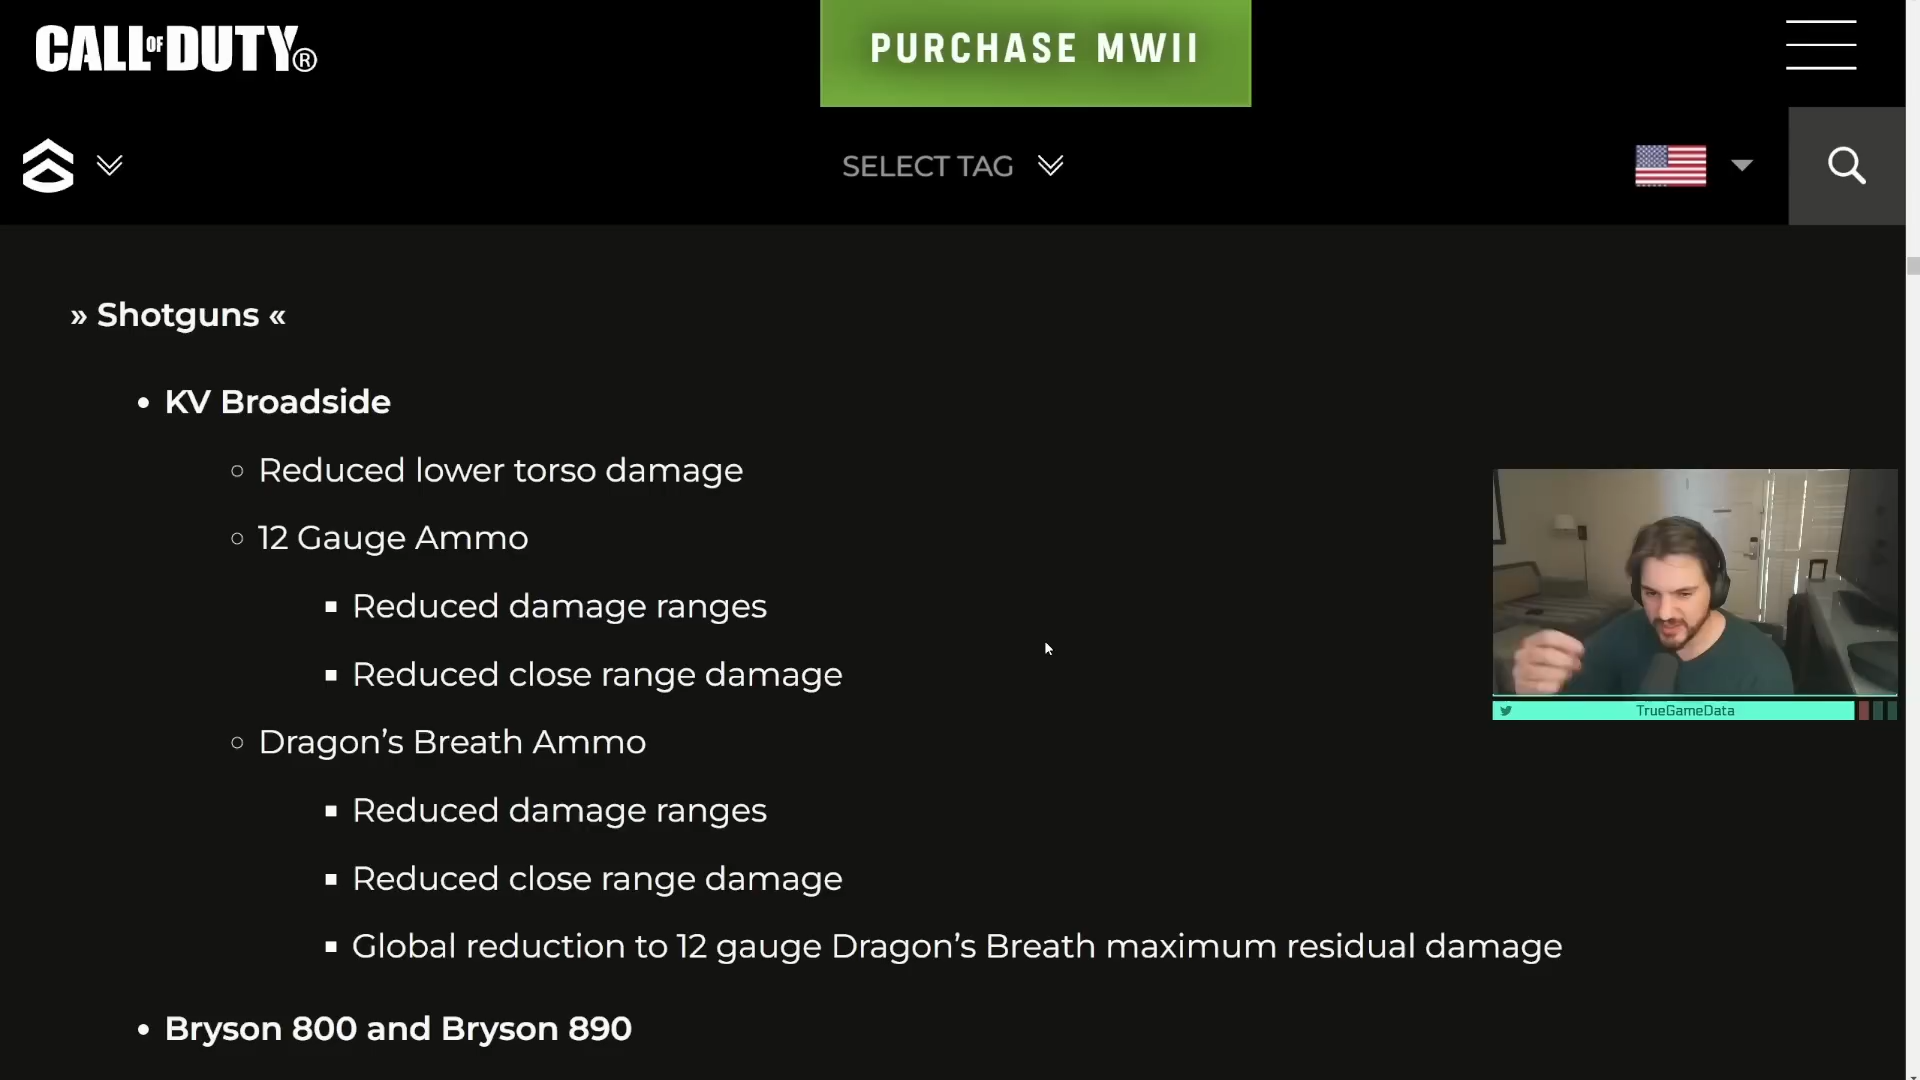 CALL OF DUTY®
PURCHASE MWII
SELECT TAG
» Shotguns «
• KV Broadside
○ Reduced lower torso damage
○ 12 Gauge Ammo
▪ Reduced damage ranges
▪ Reduced close range damage
○ Dragon’s Breath Ammo
▪ Reduced damage ranges
▪ Reduced close range damage
▪ Global reduction to 12 gauge Dragon’s Breath maximum residual damage
• Bryson 800 and Bryson 890
TrueGameData